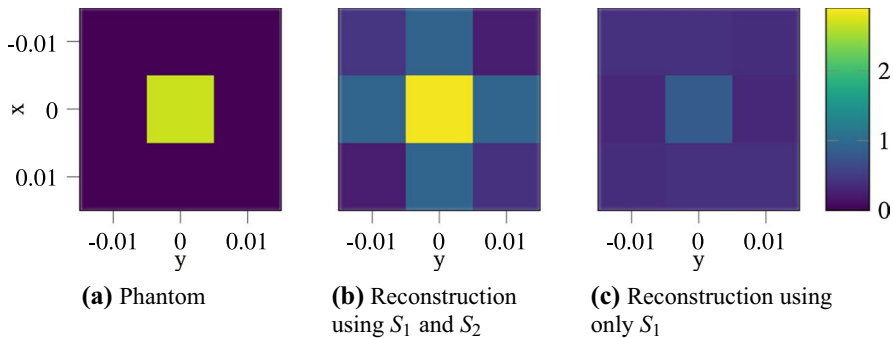 -0.01
0
0.01
x
-0.01 0 0.01
y
-0.01 0 0.01
y
-0.01 0 0.01
y
2
1
0
(a) Phantom
(b) Reconstruction
using S₁ and S₂
(c) Reconstruction using
only S₁